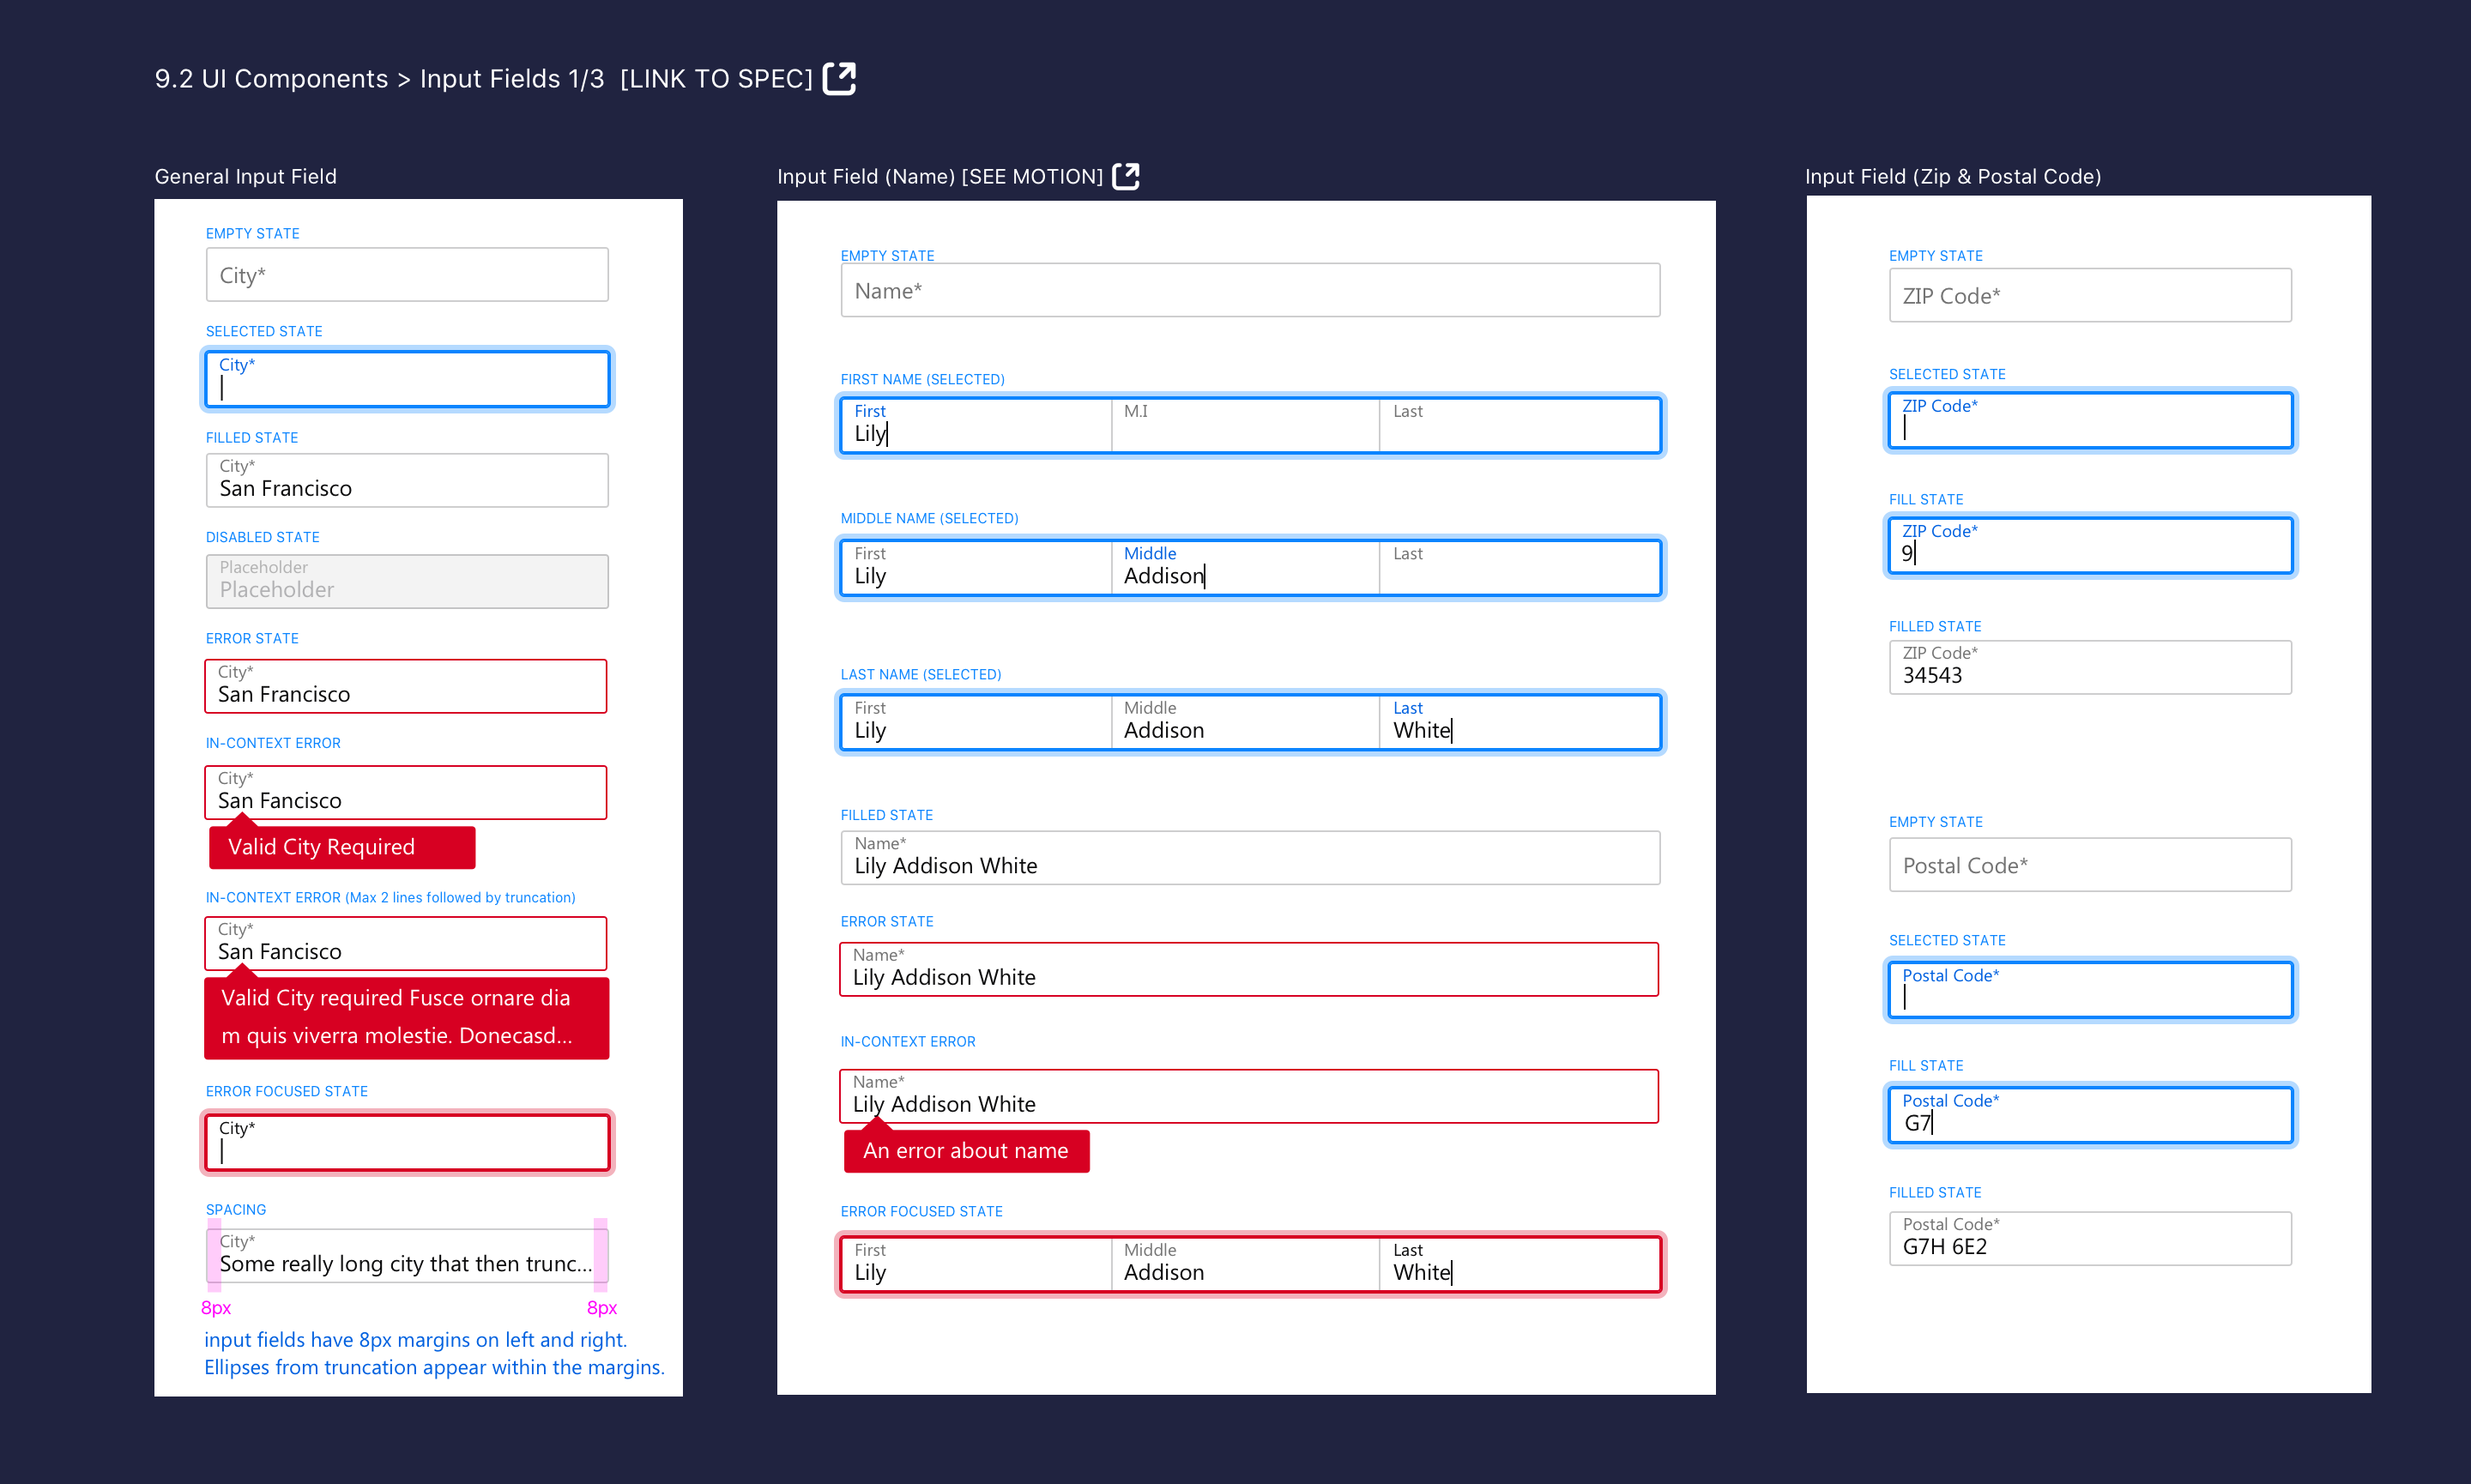 9.2 UI Components > Input Fields 1/3 [LINK TO SPEC]
General Input Field
EMPTY STATE
City*
SELECTED STATE
City*
FILLED STATE
City*
San Francisco
DISABLED STATE
Placeholder
Placeholder
ERROR STATE
City*
San Francisco
IN-CONTEXT ERROR
City*
San Fancisco
Valid City Required
IN-CONTEXT ERROR (Max 2 lines followed by truncation)
City*
San Fancisco
Valid City required Fusce ornare dia
m quis viverra molestie. Donecasd...
ERROR FOCUSED STATE
City*
SPACING
City*
Some really long city that then trunc...
8px 8px
input fields have 8px margins on left and right.
Ellipses from truncation appear within the margins.
Input Field (Name) [SEE MOTION]
EMPTY STATE
Name*
FIRST NAME (SELECTED)
First M.I Last
Lily
MIDDLE NAME (SELECTED)
First Middle Last
Lily Addison
LAST NAME (SELECTED)
First Middle Last
Lily Addison White
FILLED STATE
Name*
Lily Addison White
ERROR STATE
Name*
Lily Addison White
IN-CONTEXT ERROR
Name*
Lily Addison White
An error about name
ERROR FOCUSED STATE
First Middle Last
Lily Addison White
Input Field (Zip & Postal Code)
EMPTY STATE
ZIP Code*
SELECTED STATE
ZIP Code*
FILL STATE
ZIP Code*
9
FILLED STATE
ZIP Code*
34543
EMPTY STATE
Postal Code*
SELECTED STATE
Postal Code*
FILL STATE
Postal Code*
G7
FILLED STATE
Postal Code*
G7H 6E2